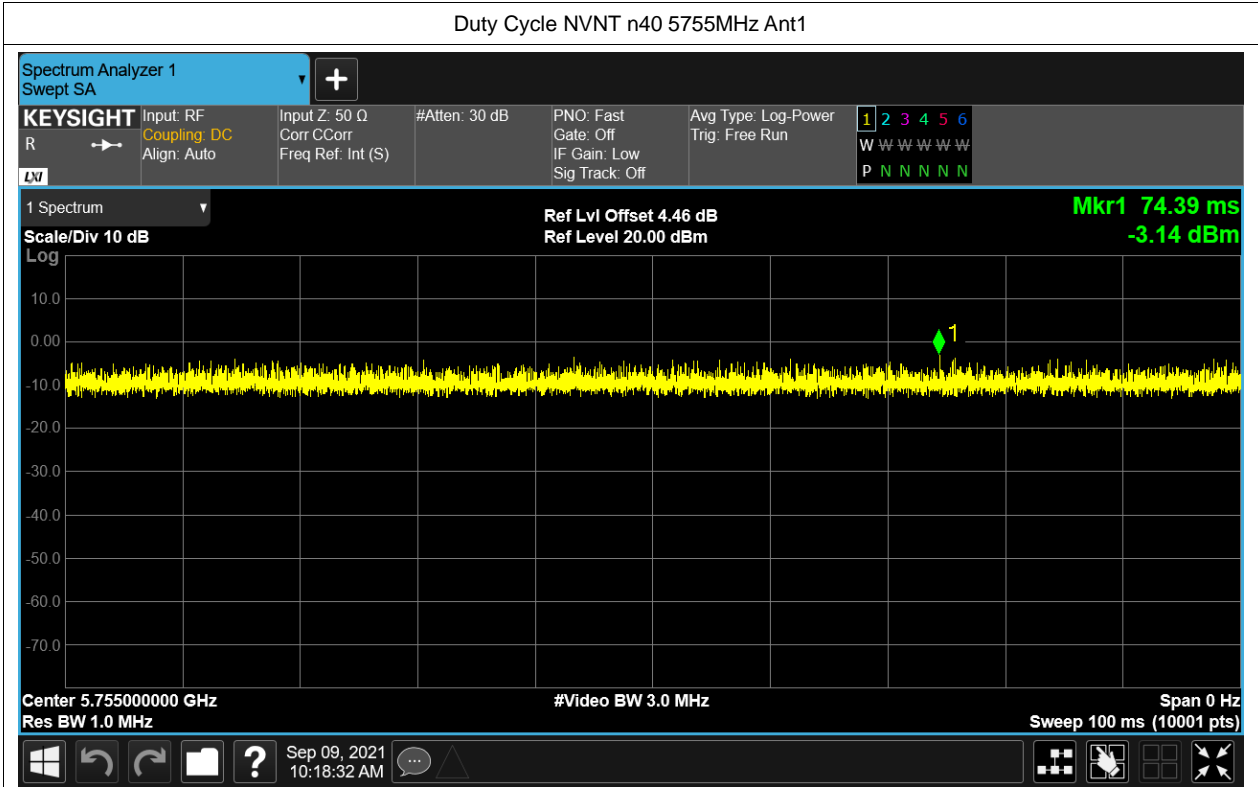 Duty Cycle NVNT n40 5755MHz Ant1
Spectrum Analyzer 1
Swept SA
KEYSIGHT
R
LXI
Input: RF
Coupling: DC
Align: Auto
Input Z: 50 Ω
Corr CCorr
Freq Ref: Int (S)
#Atten: 30 dB
PNO: Fast
Gate: Off
IF Gain: Low
Sig Track: Off
Avg Type: Log-Power
Trig: Free Run
1 2 3 4 5 6
W W W W W W
P N N N N N
1 Spectrum
Scale/Div 10 dB
Ref Lvl Offset 4.46 dB
Ref Level 20.00 dBm
Mkr1 74.39 ms
-3.14 dBm
Log
10.0
0.00
-10.0
-20.0
-30.0
-40.0
-50.0
-60.0
-70.0
1
Center 5.755000000 GHz
Res BW 1.0 MHz
#Video BW 3.0 MHz
Span 0 Hz
Sweep 100 ms (10001 pts)
Sep 09, 2021
10:18:32 AM